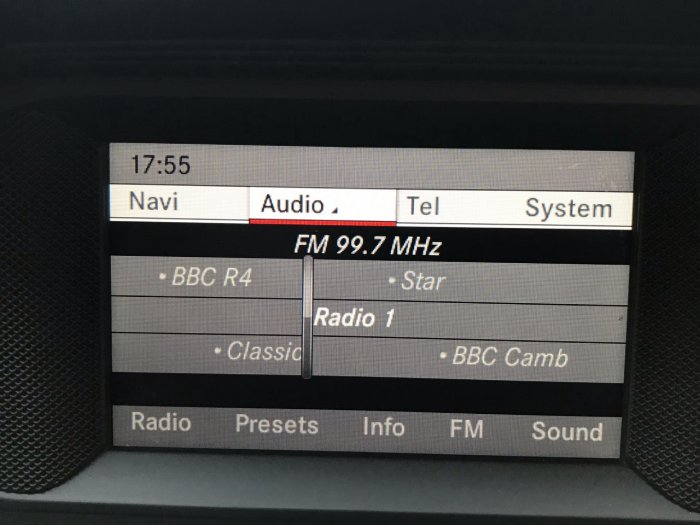 17:55
Navi Audio Tel System
FM 99.7 MHz
• BBC R4 • Star
Radio 1
• Classic • BBC Camb
Radio Presets Info FM Sound